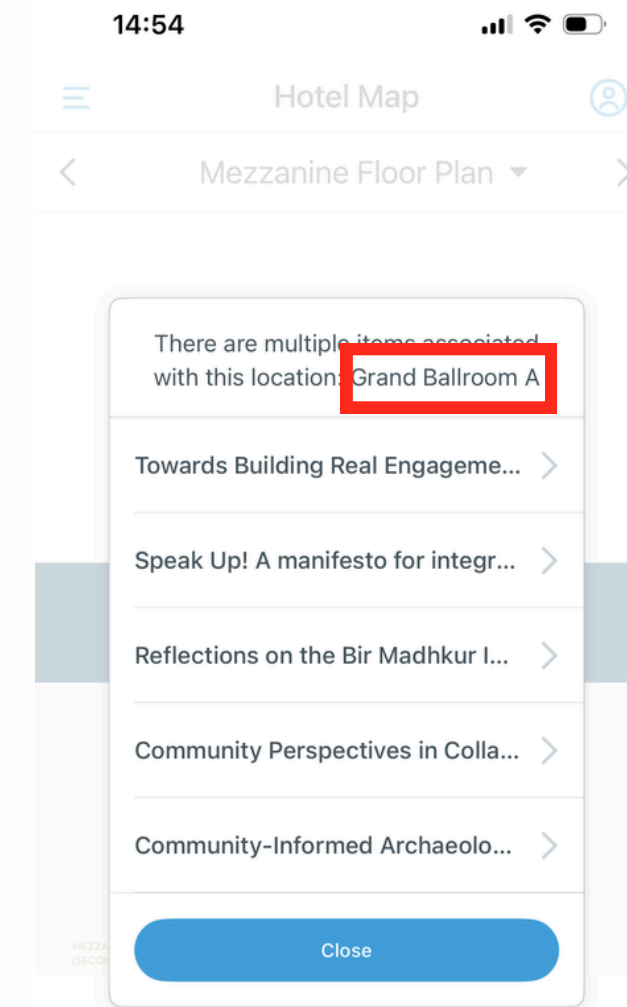 14:54
Hotel Map
Mezzanine Floor Plan
There are multiple items associated
with this location: Grand Ballroom A
Towards Building Real Engageme...
Speak Up! A manifesto for integr...
Reflections on the Bir Madhkur I...
Community Perspectives in Colla...
Community-Informed Archaeolo...
MEZZA
(SECON
Close